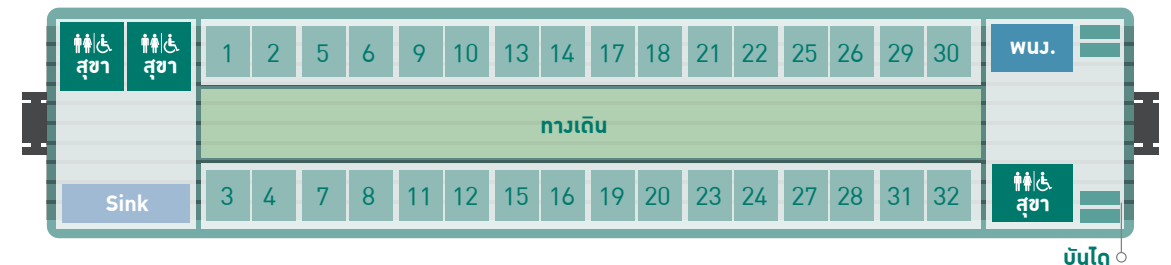 สุขา สุขา
1 2 5 6 9 10 13 14 17 18 21 22 25 26 29 30
พนง.
ทางเดิน
Sink
3 4 7 8 11 12 15 16 19 20 23 24 27 28 31 32
สุขา
บันได